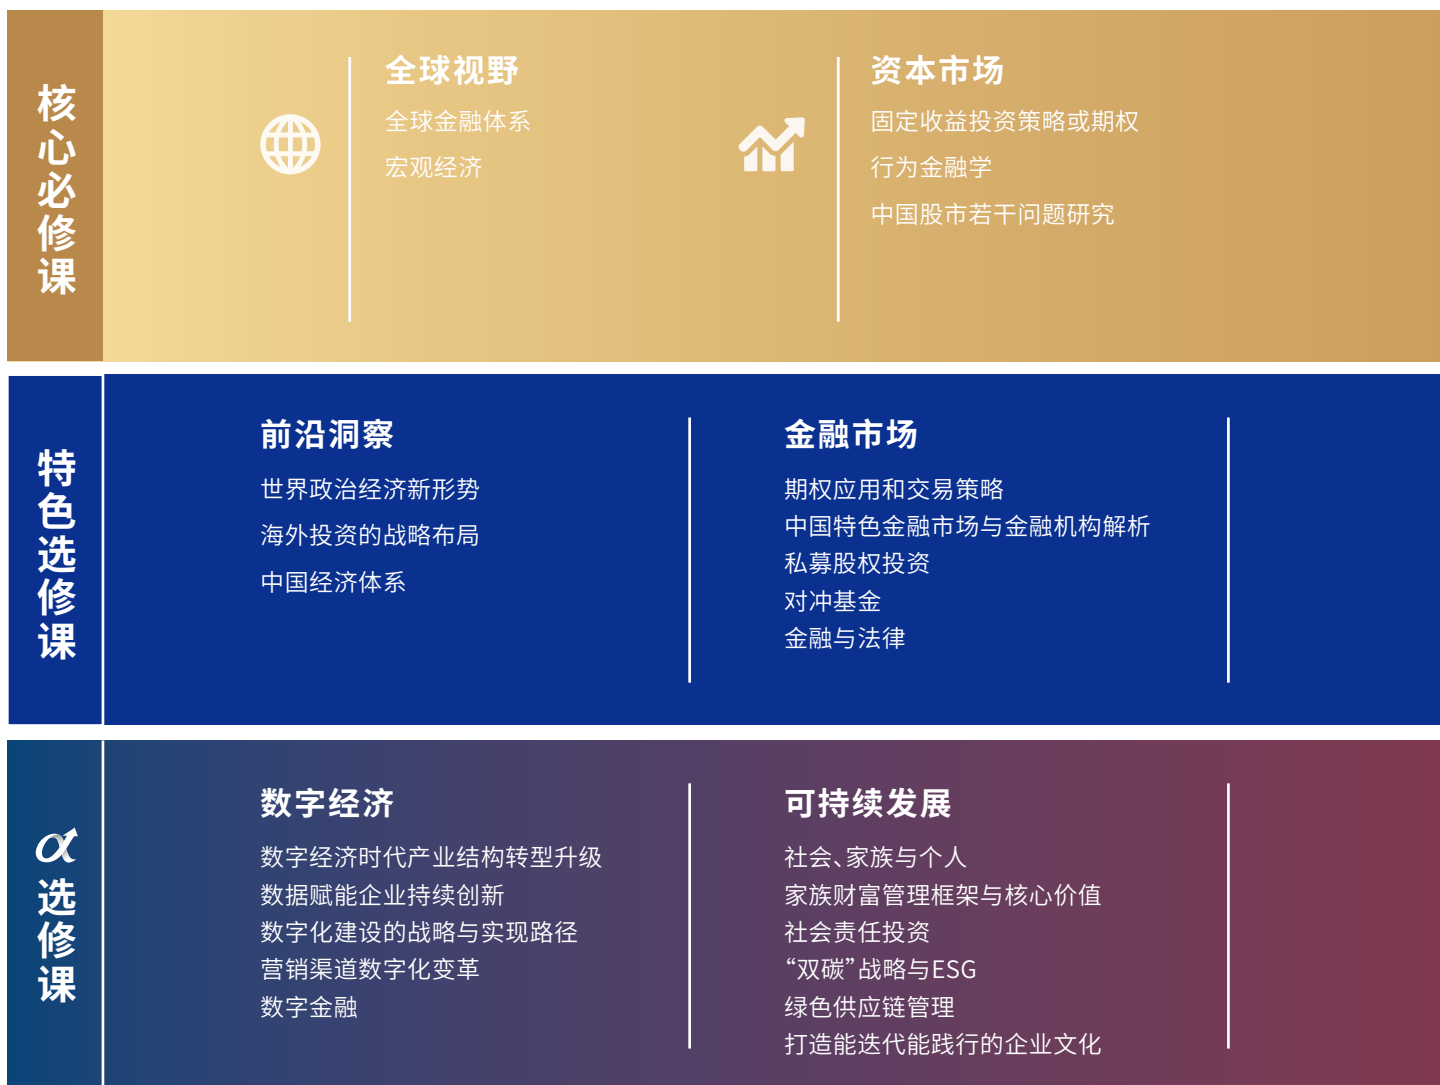 核心必修课
全球视野
全球金融体系
宏观经济
资本市场
固定收益投资策略或期权
行为金融学
中国股市若干问题研究
特色选修课
前沿洞察
世界政治经济新形势
海外投资的战略布局
中国经济体系
金融市场
期权应用和交易策略
中国特色金融市场与金融机构解析
私募股权投资
对冲基金
金融与法律
α选修课
数字经济
数字经济时代产业结构转型升级
数据赋能企业持续创新
数字化建设的战略与实现路径
营销渠道数字化变革
数字金融
可持续发展
社会、家族与个人
家族财富管理框架与核心价值
社会责任投资
“双碳”战略与ESG
绿色供应链管理
打造能迭代能践行的企业文化